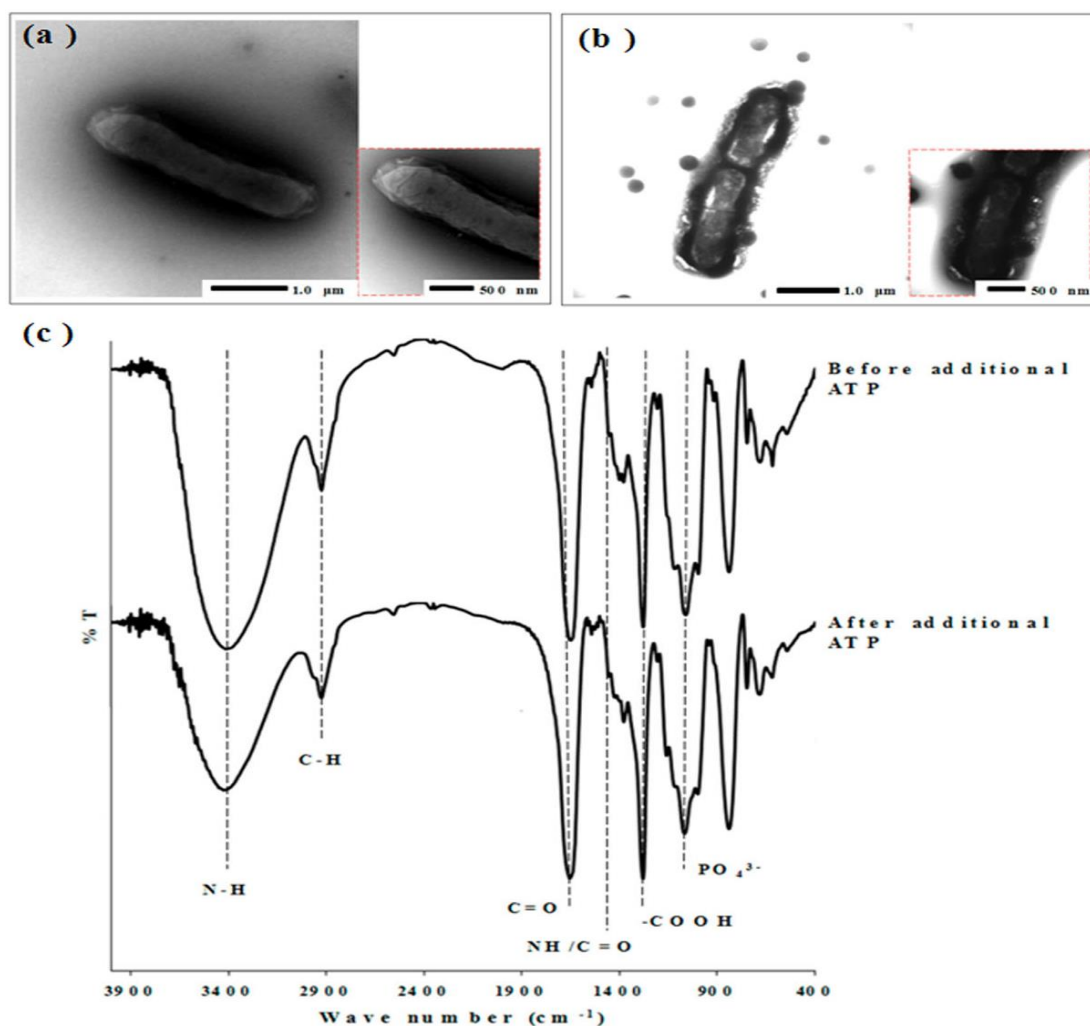 (a)
1.0 µm
500 nm
(b)
1.0 µm
500 nm
(c)
Before additional
ATP
After additional
ATP
% T
N-H
C-H
C=O
NH/C=O
-COOH
PO₄³⁻
3900 3400 2900 2400 1900 1400 900 400
Wave number (cm⁻¹)